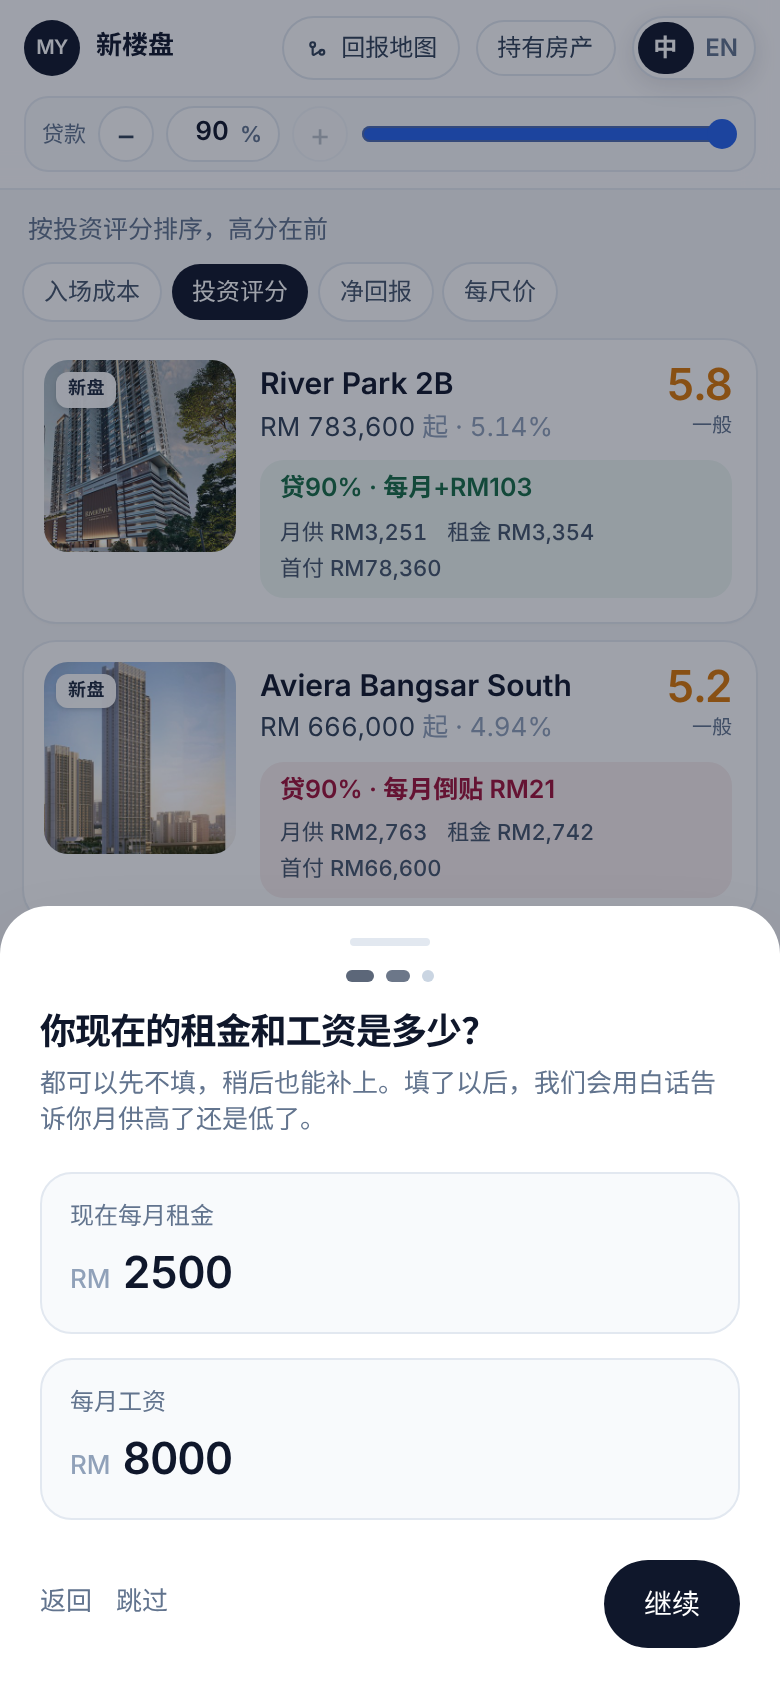 MY 新楼盘 回报地图 持有房产 中 EN
贷款 − 90 % +
按投资评分排序，高分在前
入场成本 投资评分 净回报 每尺价
新盘
RIVERPARK
River Park 2B
5.8
RM 783,600 起 · 5.14%
一般
贷90% · 每月+RM103
月供 RM3,251 租金 RM3,354
首付 RM78,360
新盘
Aviera Bangsar South
5.2
RM 666,000 起 · 4.94%
一般
贷90% · 每月倒贴 RM21
月供 RM2,763 租金 RM2,742
首付 RM66,600
你现在的租金和工资是多少？
都可以先不填，稍后也能补上。填了以后，我们会用白话告
诉你月供高了还是低了。
现在每月租金
RM 2500
每月工资
RM 8000
返回 跳过 继续